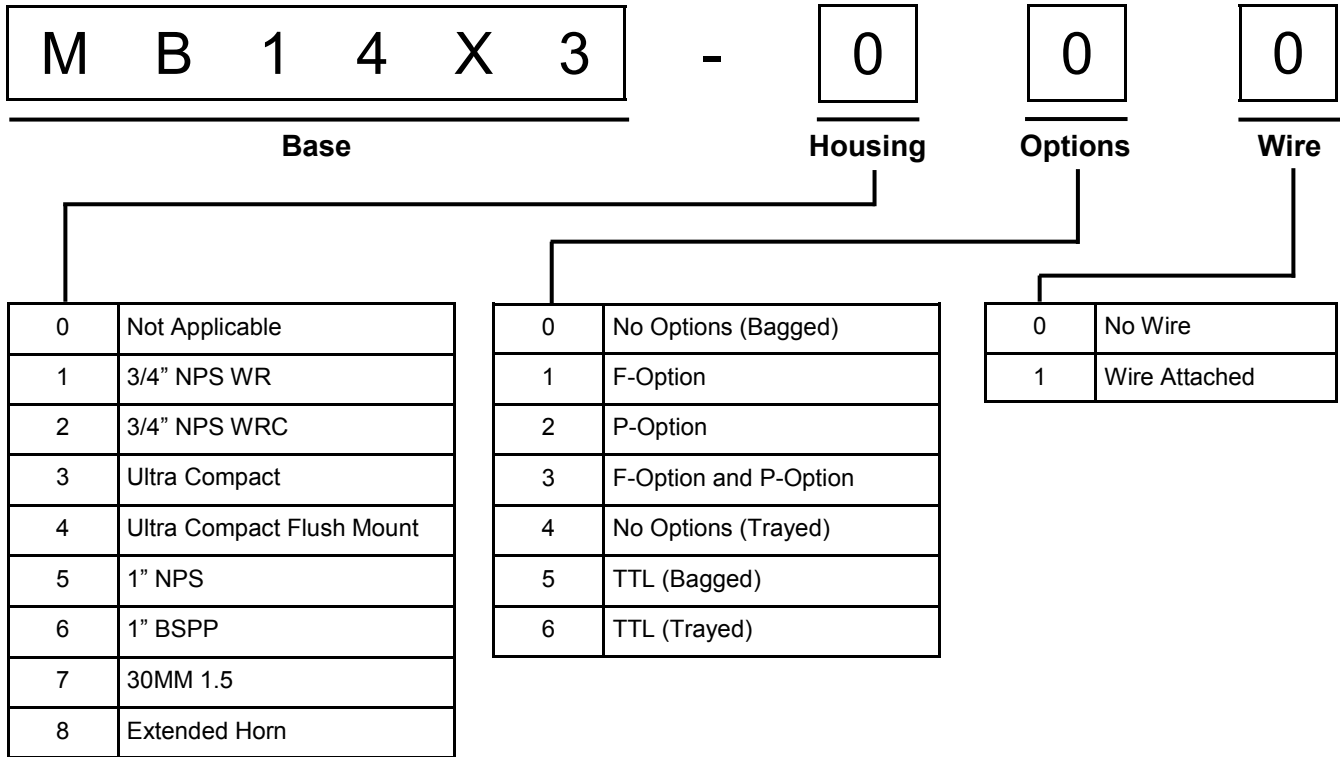 M B 1 4 X 3 - 0 0 0
Base Housing Options Wire
0 Not Applicable
1 3/4” NPS WR
2 3/4” NPS WRC
3 Ultra Compact
4 Ultra Compact Flush Mount
5 1” NPS
6 1” BSPP
7 30MM 1.5
8 Extended Horn
0 No Options (Bagged)
1 F-Option
2 P-Option
3 F-Option and P-Option
4 No Options (Trayed)
5 TTL (Bagged)
6 TTL (Trayed)
0 No Wire
1 Wire Attached